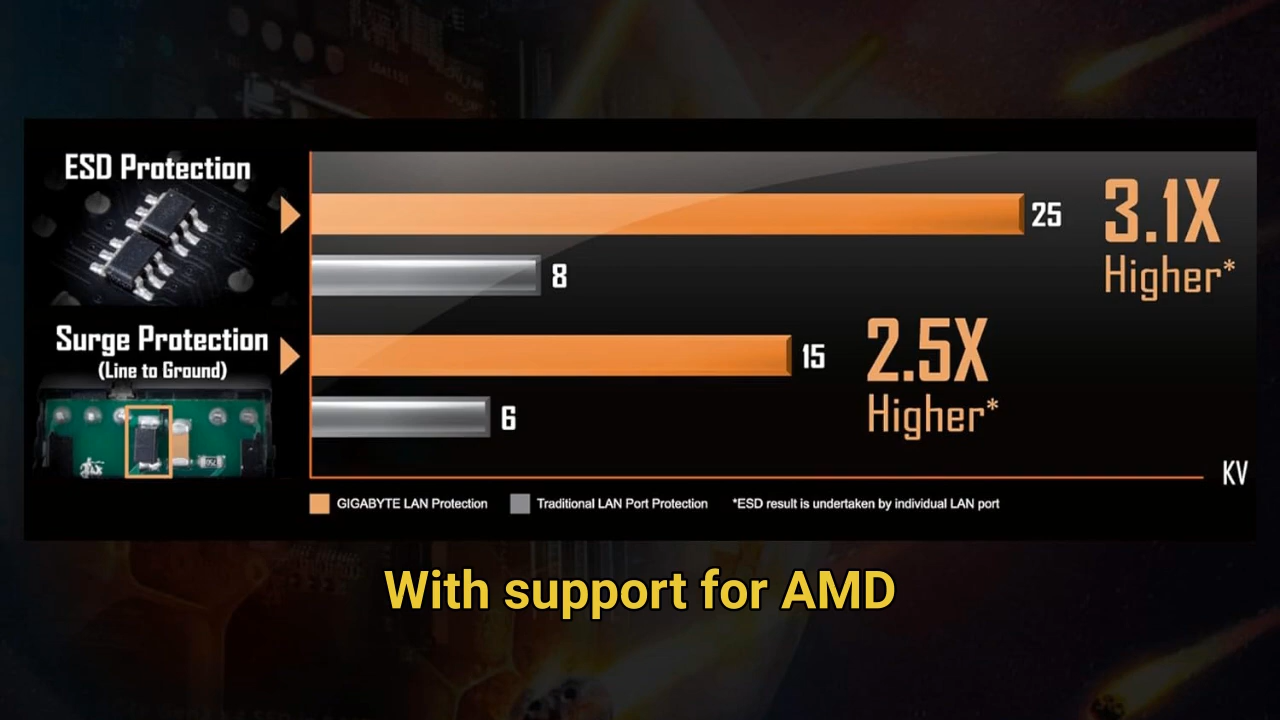 ESD Protection
25
3.1X
Higher*
8
Surge Protection
(Line to Ground)
15
2.5X
Higher*
6
KV
GIGABYTE LAN Protection
Traditional LAN Port Protection
*ESD result is undertaken by individual LAN port
With support for AMD